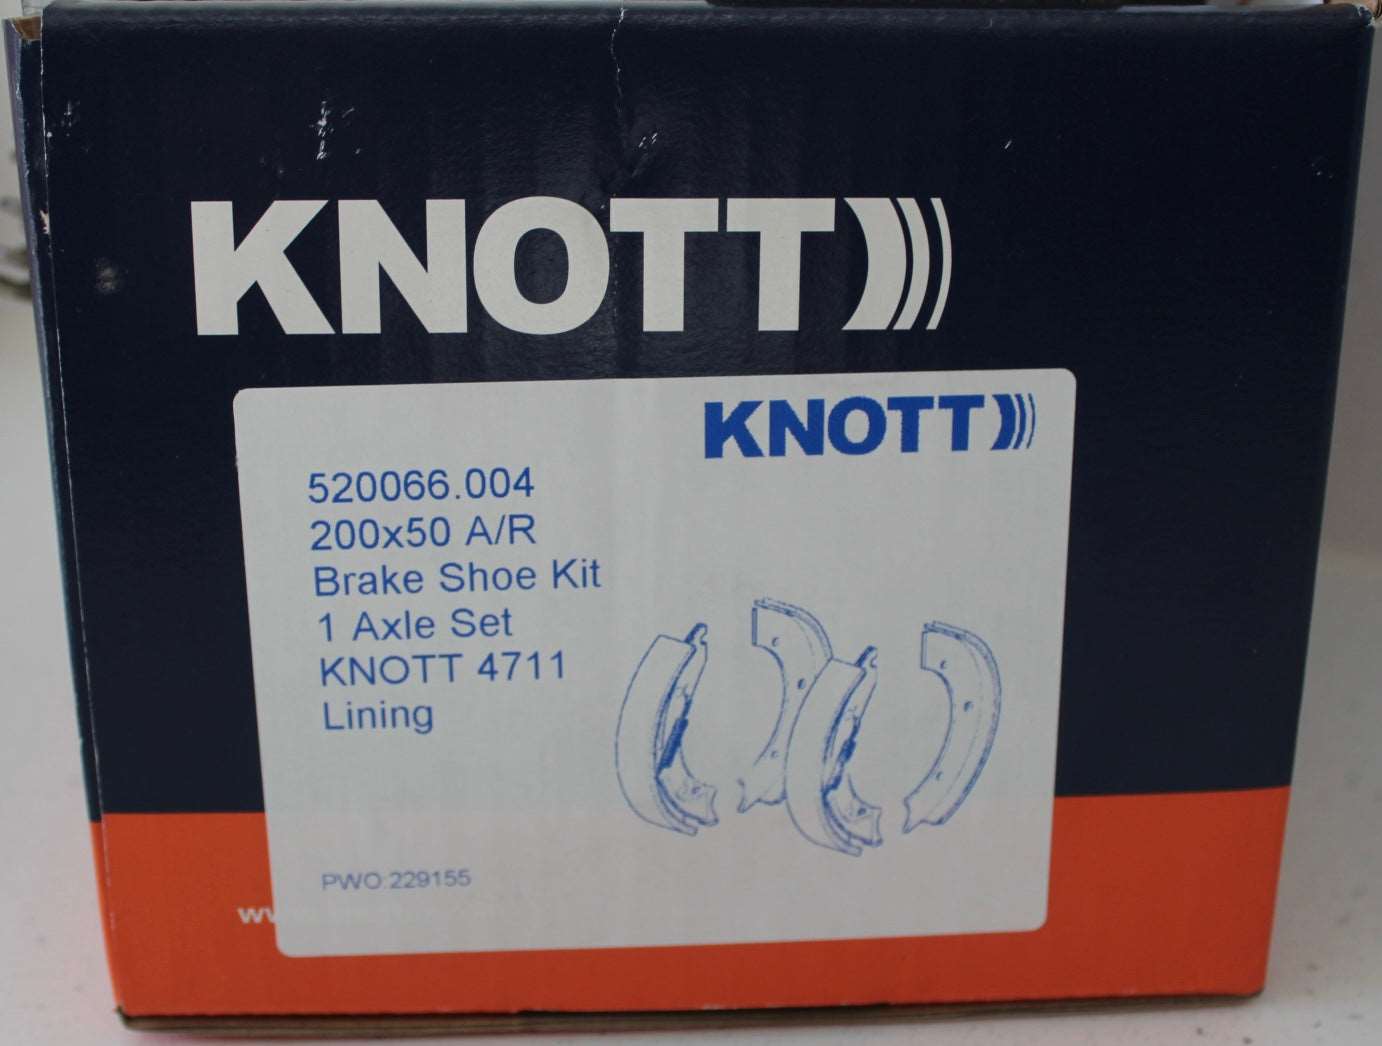 KNOTT
KNOTT
520066.004
200x50 A/R
Brake Shoe Kit
1 Axle Set
KNOTT 4711
Lining
PWO:229155